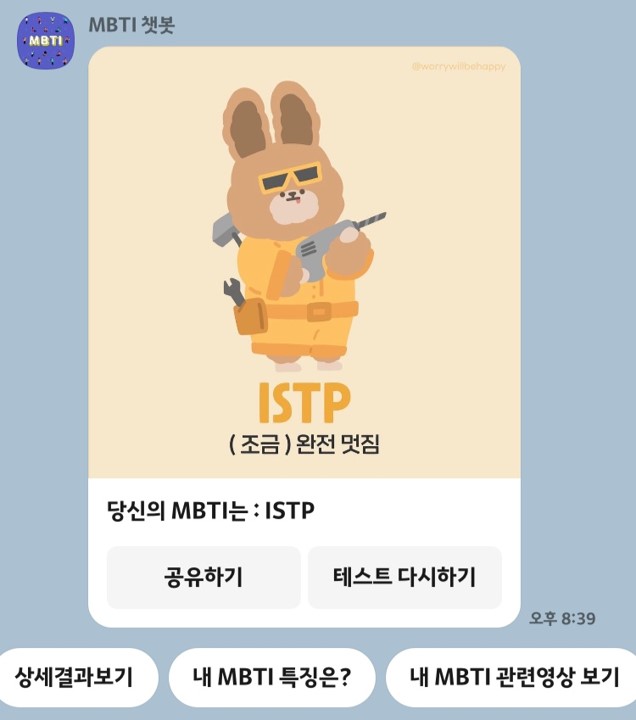 MBTI
MBTI 챗봇
@worrywillbehappy
ISTP
( 조금 ) 완전 멋짐
당신의 MBTI는 : ISTP
공유하기
테스트 다시하기
오후 8:39
상세결과보기
내 MBTI 특징은?
내 MBTI 관련영상 보기